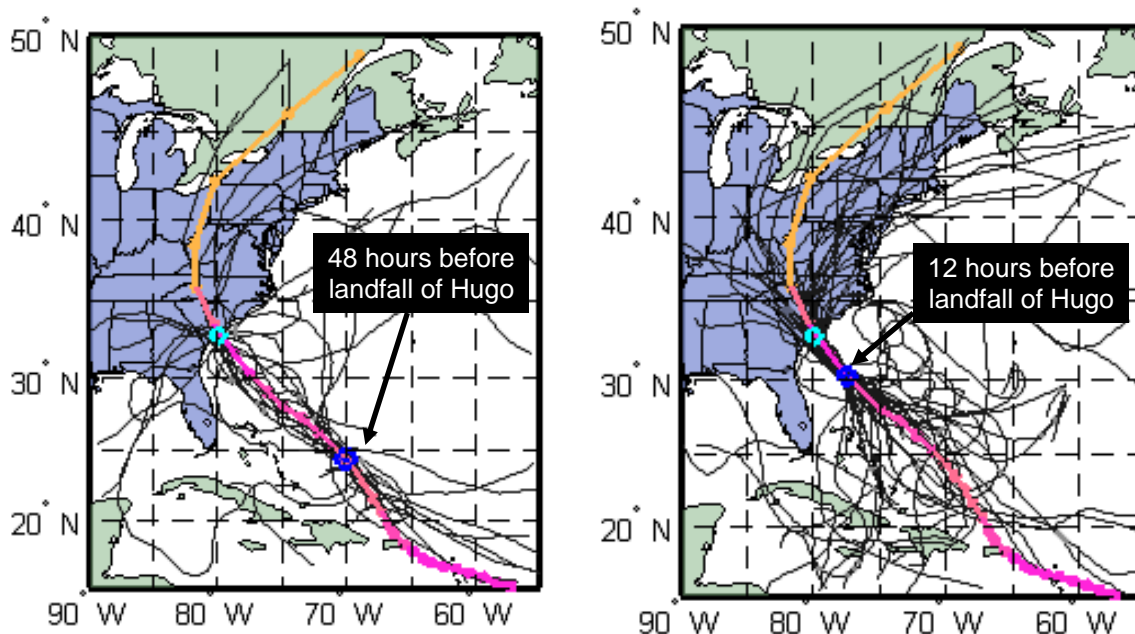 50° N
40° N
30° N
20° N
90° W
80° W
70° W
60° W
48 hours before
landfall of Hugo
50° N
40° N
30° N
20° N
90° W
80° W
70° W
60° W
12 hours before
landfall of Hugo